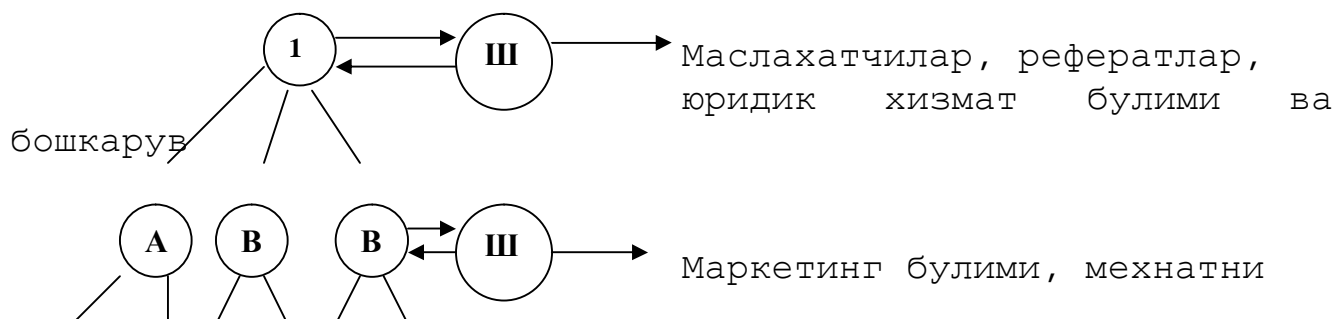 1 Ш Маслахатчилар, рефератлар,
юридик хизмат булими ва
бошкарув
А В В Ш
Маркетинг булими, мехнатни